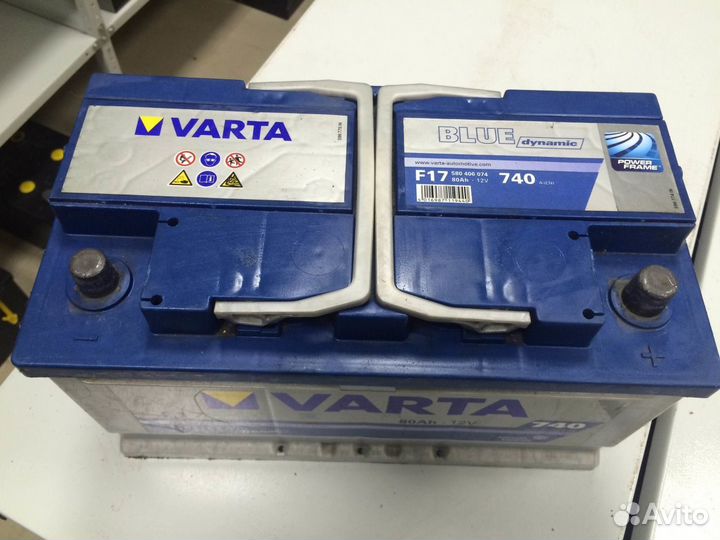 VARTA
BLUE dynamic
www.varta-automotive.com
F17 580 406 074
80Ah - 12V 740
POWER FRAME
+
VARTA
80Ah - 12V 740
Avito